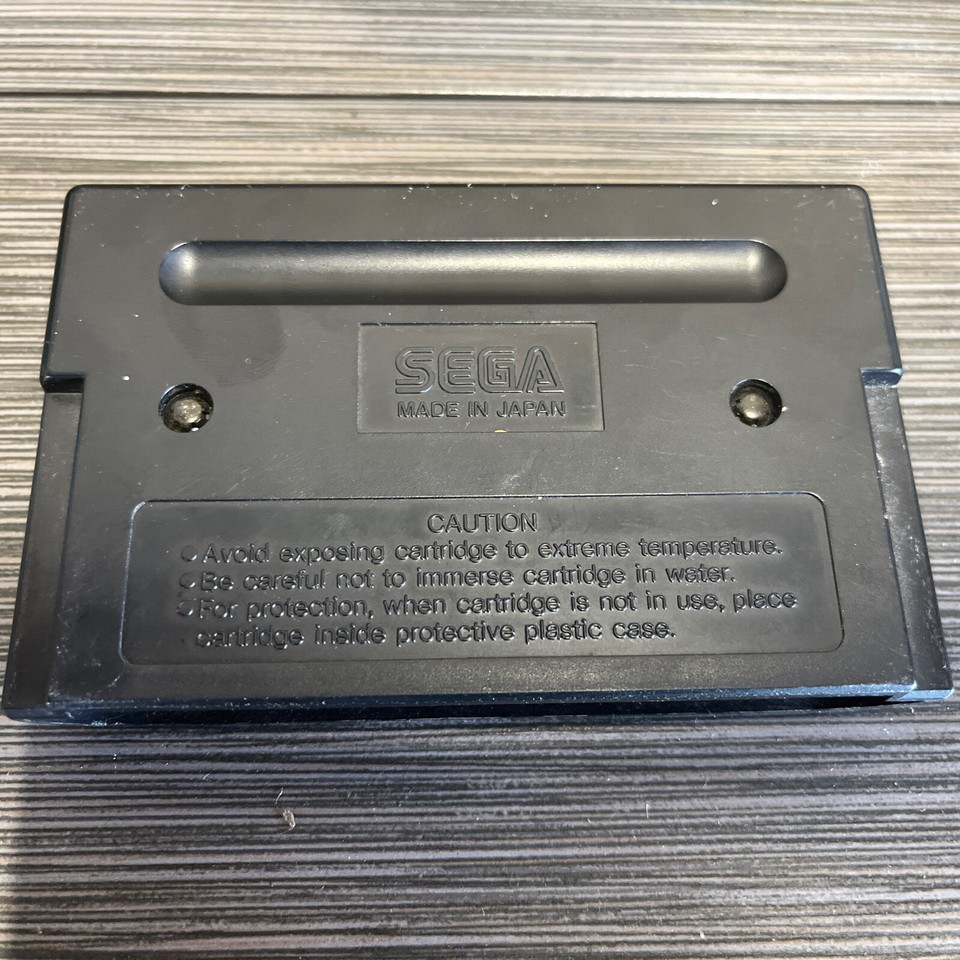 SEGA
MADE IN JAPAN
CAUTION
● Avoid exposing cartridge to extreme temperature.
● Be careful not to immerse cartridge in water.
● For protection, when cartridge is not in use, place
cartridge inside protective plastic case.